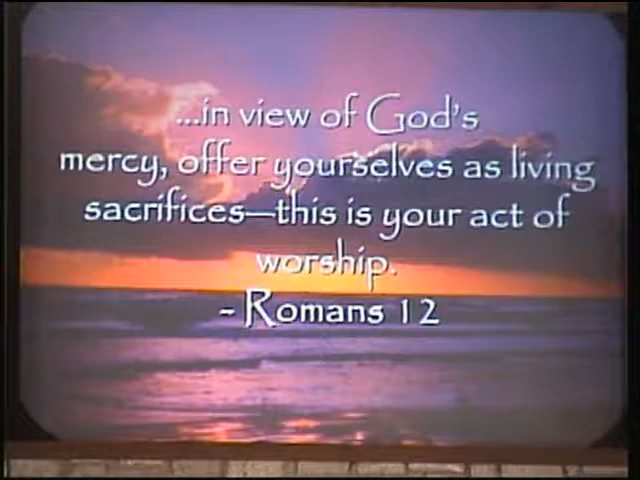 ...in view of God's
mercy, offer yourselves as living
sacrifices—this is your act of
worship.
- Romans 12